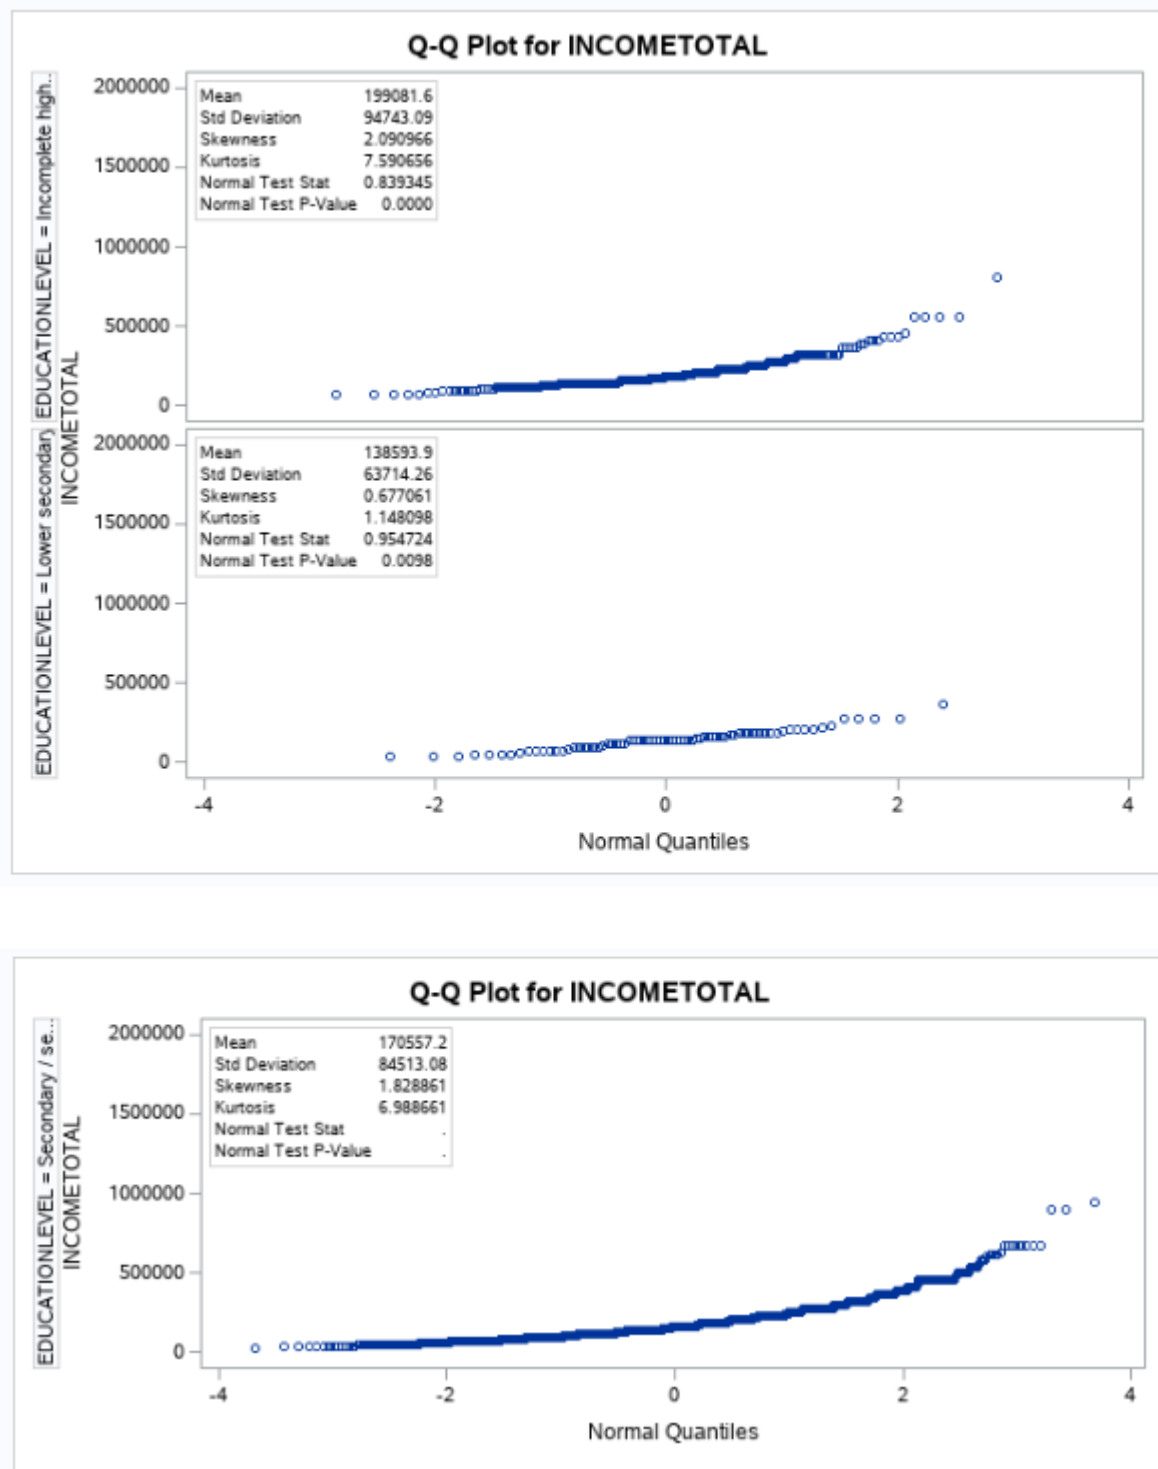 Q-Q Plot for INCOMETOTAL
EDUCATIONLEVEL = Incomplete high...
EDUCATIONLEVEL = Lower secondary
INCOMETOTAL
2000000
1500000
1000000
500000
0
Mean 199081.6
Std Deviation 94743.09
Skewness 2.090966
Kurtosis 7.590656
Normal Test Stat 0.839345
Normal Test P-Value 0.0000
2000000
1500000
1000000
500000
0
Mean 138593.9
Std Deviation 63714.26
Skewness 0.677061
Kurtosis 1.148098
Normal Test Stat 0.954724
Normal Test P-Value 0.0098
-4 -2 0 2 4
Normal Quantiles
Q-Q Plot for INCOMETOTAL
EDUCATIONLEVEL = Secondary / se...
INCOMETOTAL
2000000
1500000
1000000
500000
0
Mean 170557.2
Std Deviation 84513.08
Skewness 1.828861
Kurtosis 6.988661
Normal Test Stat .
Normal Test P-Value .
-4 -2 0 2 4
Normal Quantiles